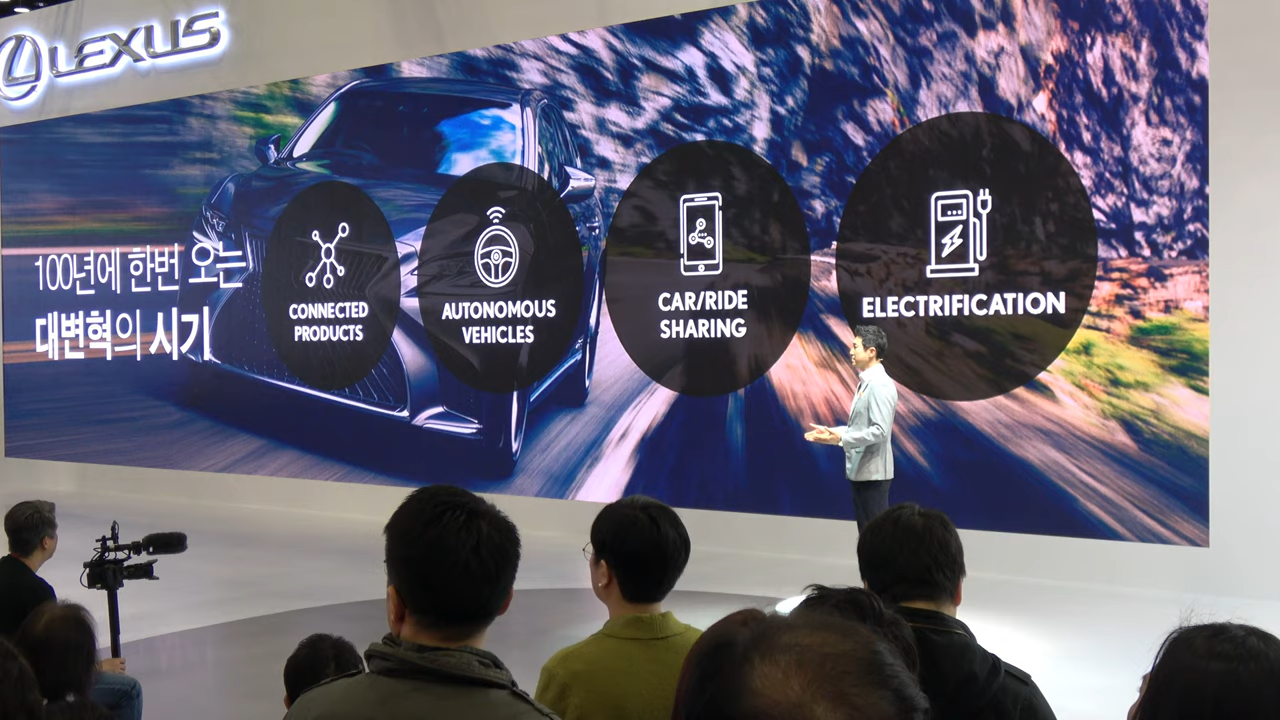 LEXUS
100년에 한번 오는
대변혁의 시기
CONNECTED
PRODUCTS
AUTONOMOUS
VEHICLES
CAR/RIDE
SHARING
ELECTRIFICATION